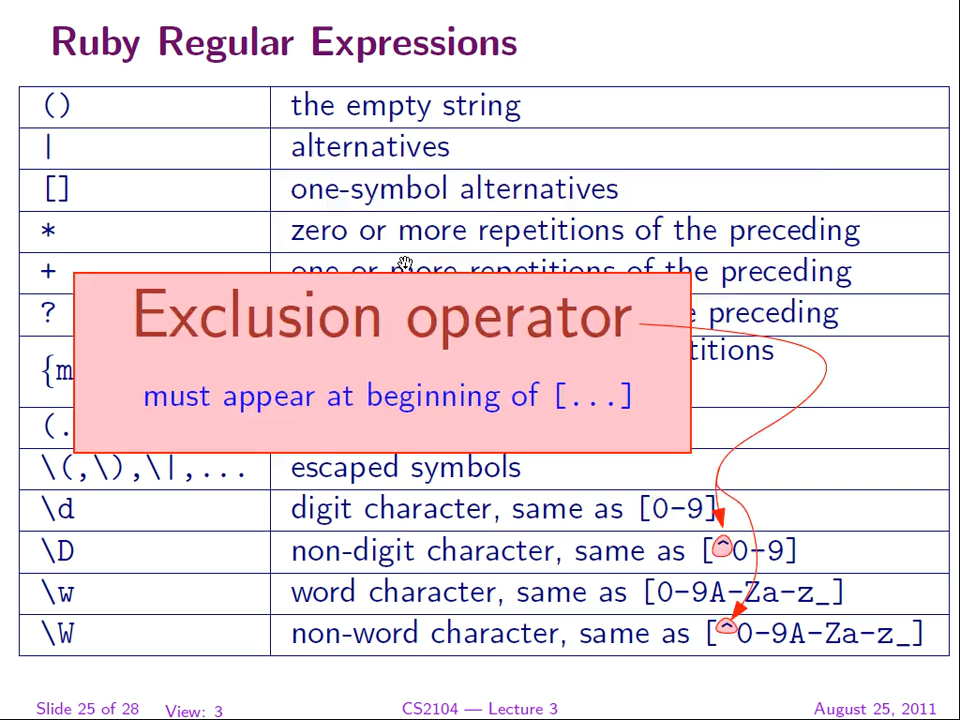 Ruby Regular Expressions
() the empty string
| alternatives
[] one-symbol alternatives
* zero or more repetitions of the preceding
+ one or more repetitions of the preceding
? preceding
Exclusion operator
must appear at beginning of [...]
{m
(.
\(,\),\|,... escaped symbols
\d digit character, same as [0-9]
\D non-digit character, same as [^0-9]
\w word character, same as [0-9A-Za-z_]
\W non-word character, same as [^0-9A-Za-z_]
Slide 25 of 28 View: 3 CS2104 — Lecture 3 August 25, 2011